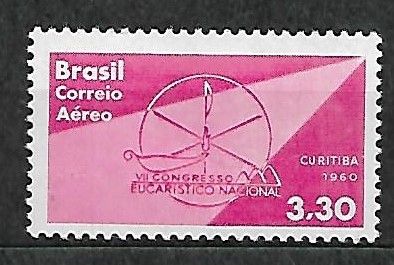 Brasil
Correio
Aéreo
VII CONGRESSO
EUCARÍSTICO NACIONAL
CURITIBA
1960
3,30